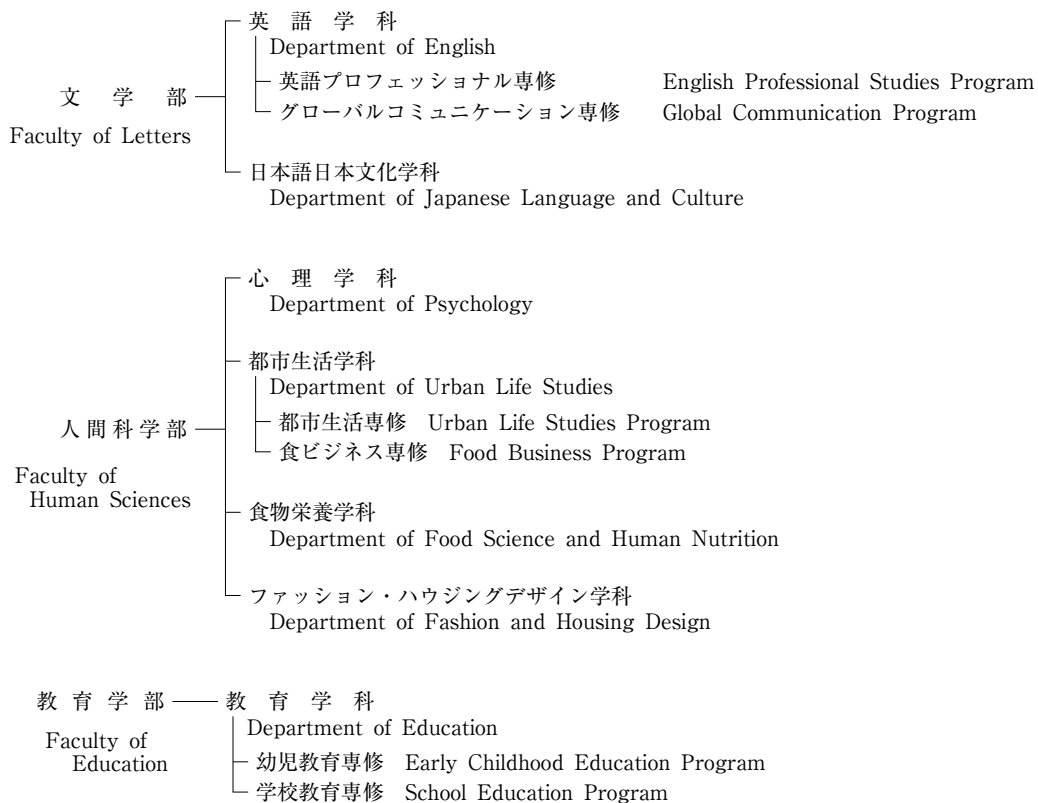 英語学科
Department of English
英語プロフェッショナル専修 English Professional Studies Program
文学部
グローバルコミュニケーション専修 Global Communication Program
Faculty of Letters
日本語日本文化学科
Department of Japanese Language and Culture
心理学科
Department of Psychology
都市生活学科
Department of Urban Life Studies
都市生活専修 Urban Life Studies Program
人間科学部
食ビジネス専修 Food Business Program
Faculty of
Human Sciences
食物栄養学科
Department of Food Science and Human Nutrition
ファッション・ハウジングデザイン学科
Department of Fashion and Housing Design
教育学部 教育学科
Department of Education
Faculty of
Education
幼児教育専修 Early Childhood Education Program
学校教育専修 School Education Program